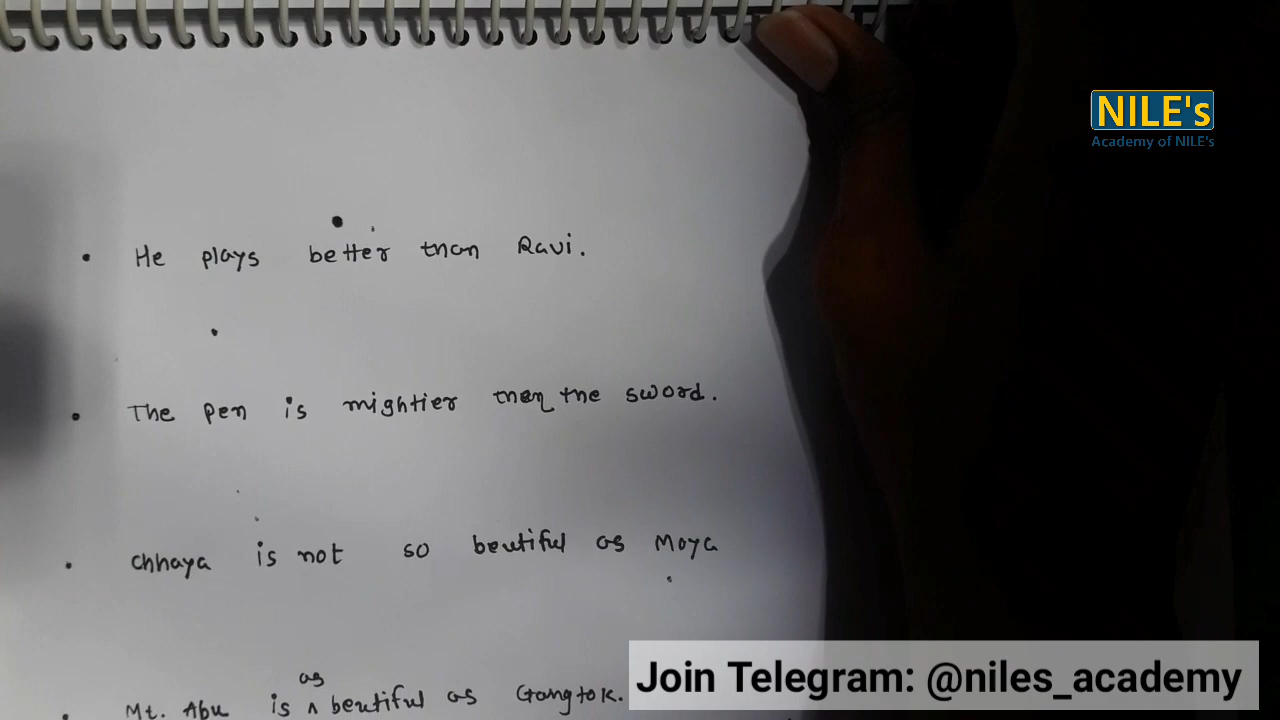 NILE's
Academy of NILE's
• He plays better than Ravi.
• The pen is mightier than the sword.
• Chhaya is not so beutiful as Maya
as
• Mt. Abu is ^ beutiful as Gangtok.
Join Telegram: @niles_academy